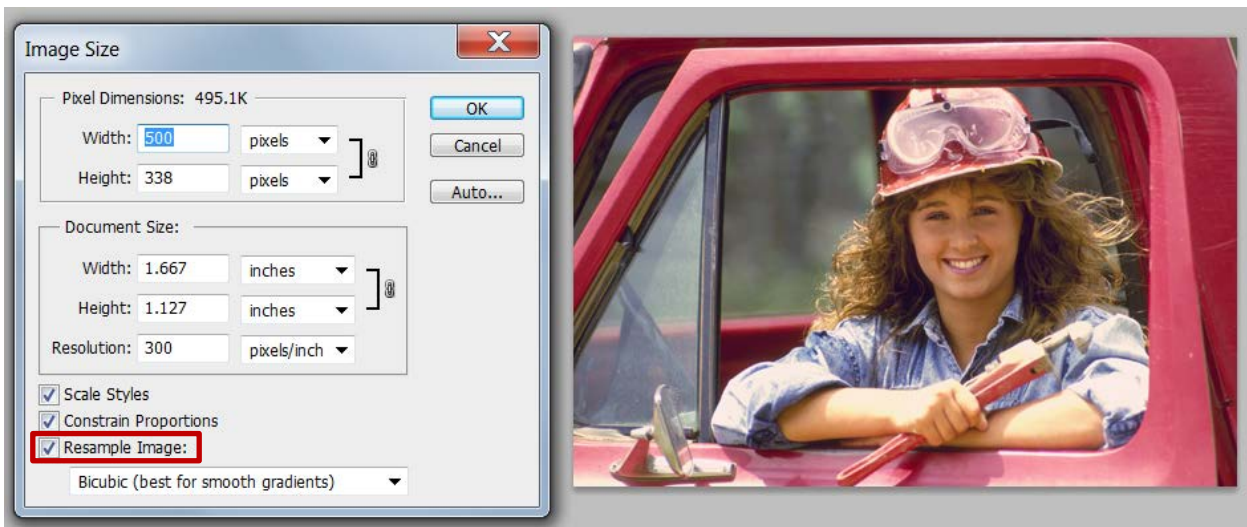 Image Size
Pixel Dimensions: 495.1K
OK
Width: 500 pixels
Cancel
Height: 338 pixels
Auto...
Document Size:
Width: 1.667 inches
Height: 1.127 inches
Resolution: 300 pixels/inch
Scale Styles
Constrain Proportions
Resample Image:
Bicubic (best for smooth gradients)